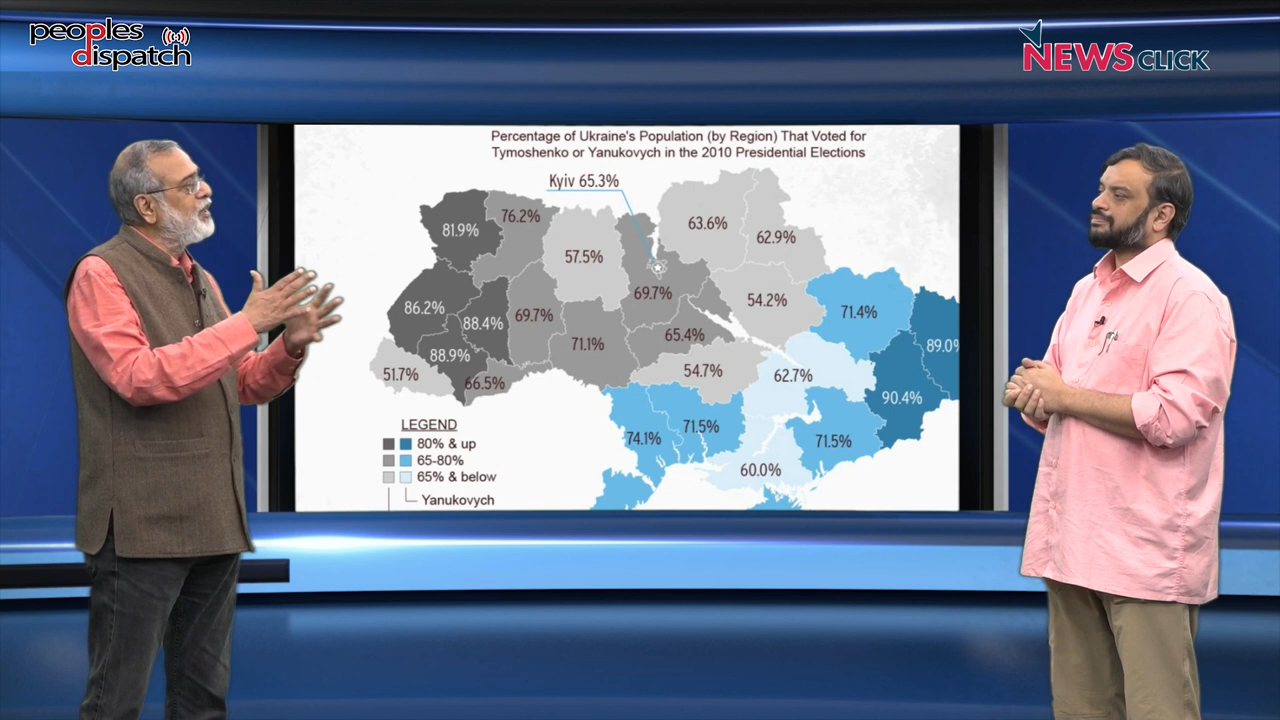 peoples
dispatch
NEWSCLICK
Percentage of Ukraine's Population (by Region) That Voted for
Tymoshenko or Yanukovych in the 2010 Presidential Elections
Kyiv 65.3%
81.9%
76.2%
57.5%
63.6%
62.9%
86.2%
88.4%
69.7%
69.7%
54.2%
71.4%
88.9%
71.1%
65.4%
89.0%
51.7%
66.5%
54.7%
62.7%
90.4%
74.1%
71.5%
71.5%
60.0%
LEGEND
80% & up
65-80%
65% & below
Yanukovych